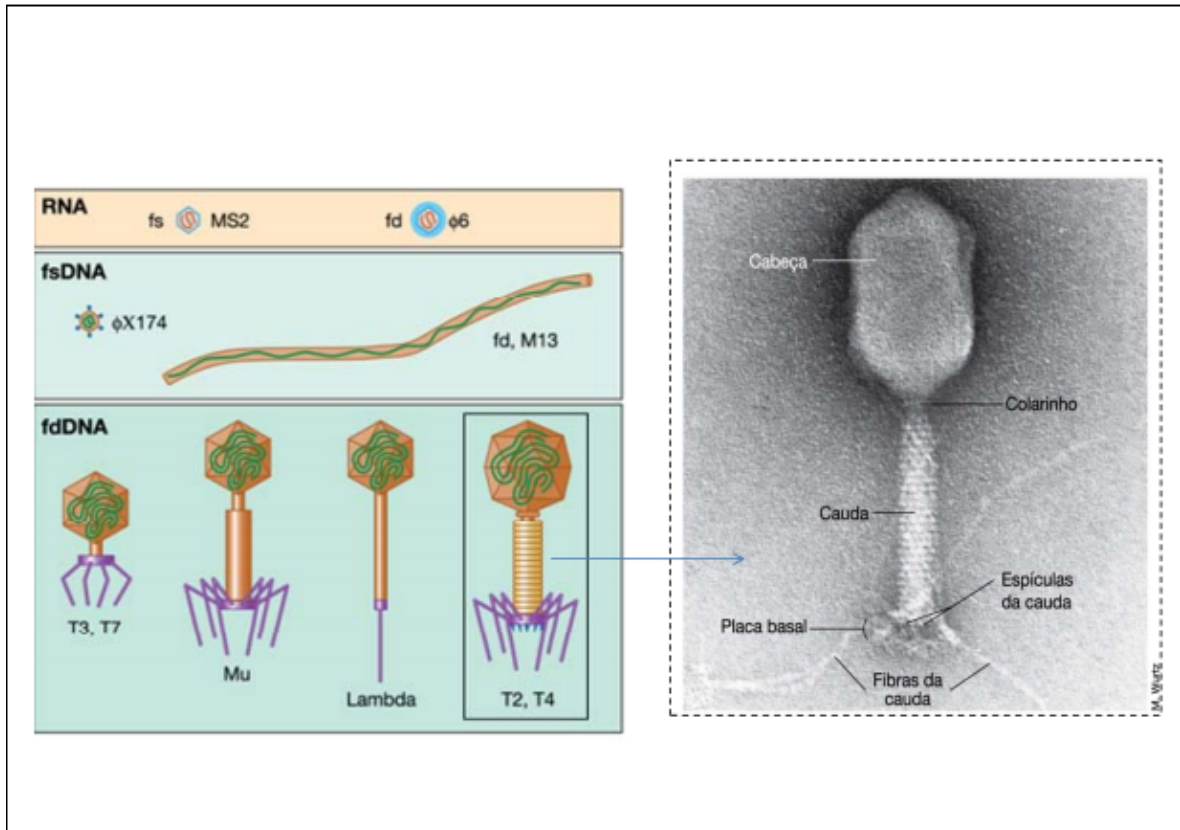 RNA
fs MS2
fd ϕ6
fsDNA
ϕX174
fd, M13
fdDNA
T3, T7
Mu
Lambda
T2, T4
Cabeça
Colarinho
Cauda
Espículas
da cauda
Placa basal
Fibras da
cauda
M. Wurtz